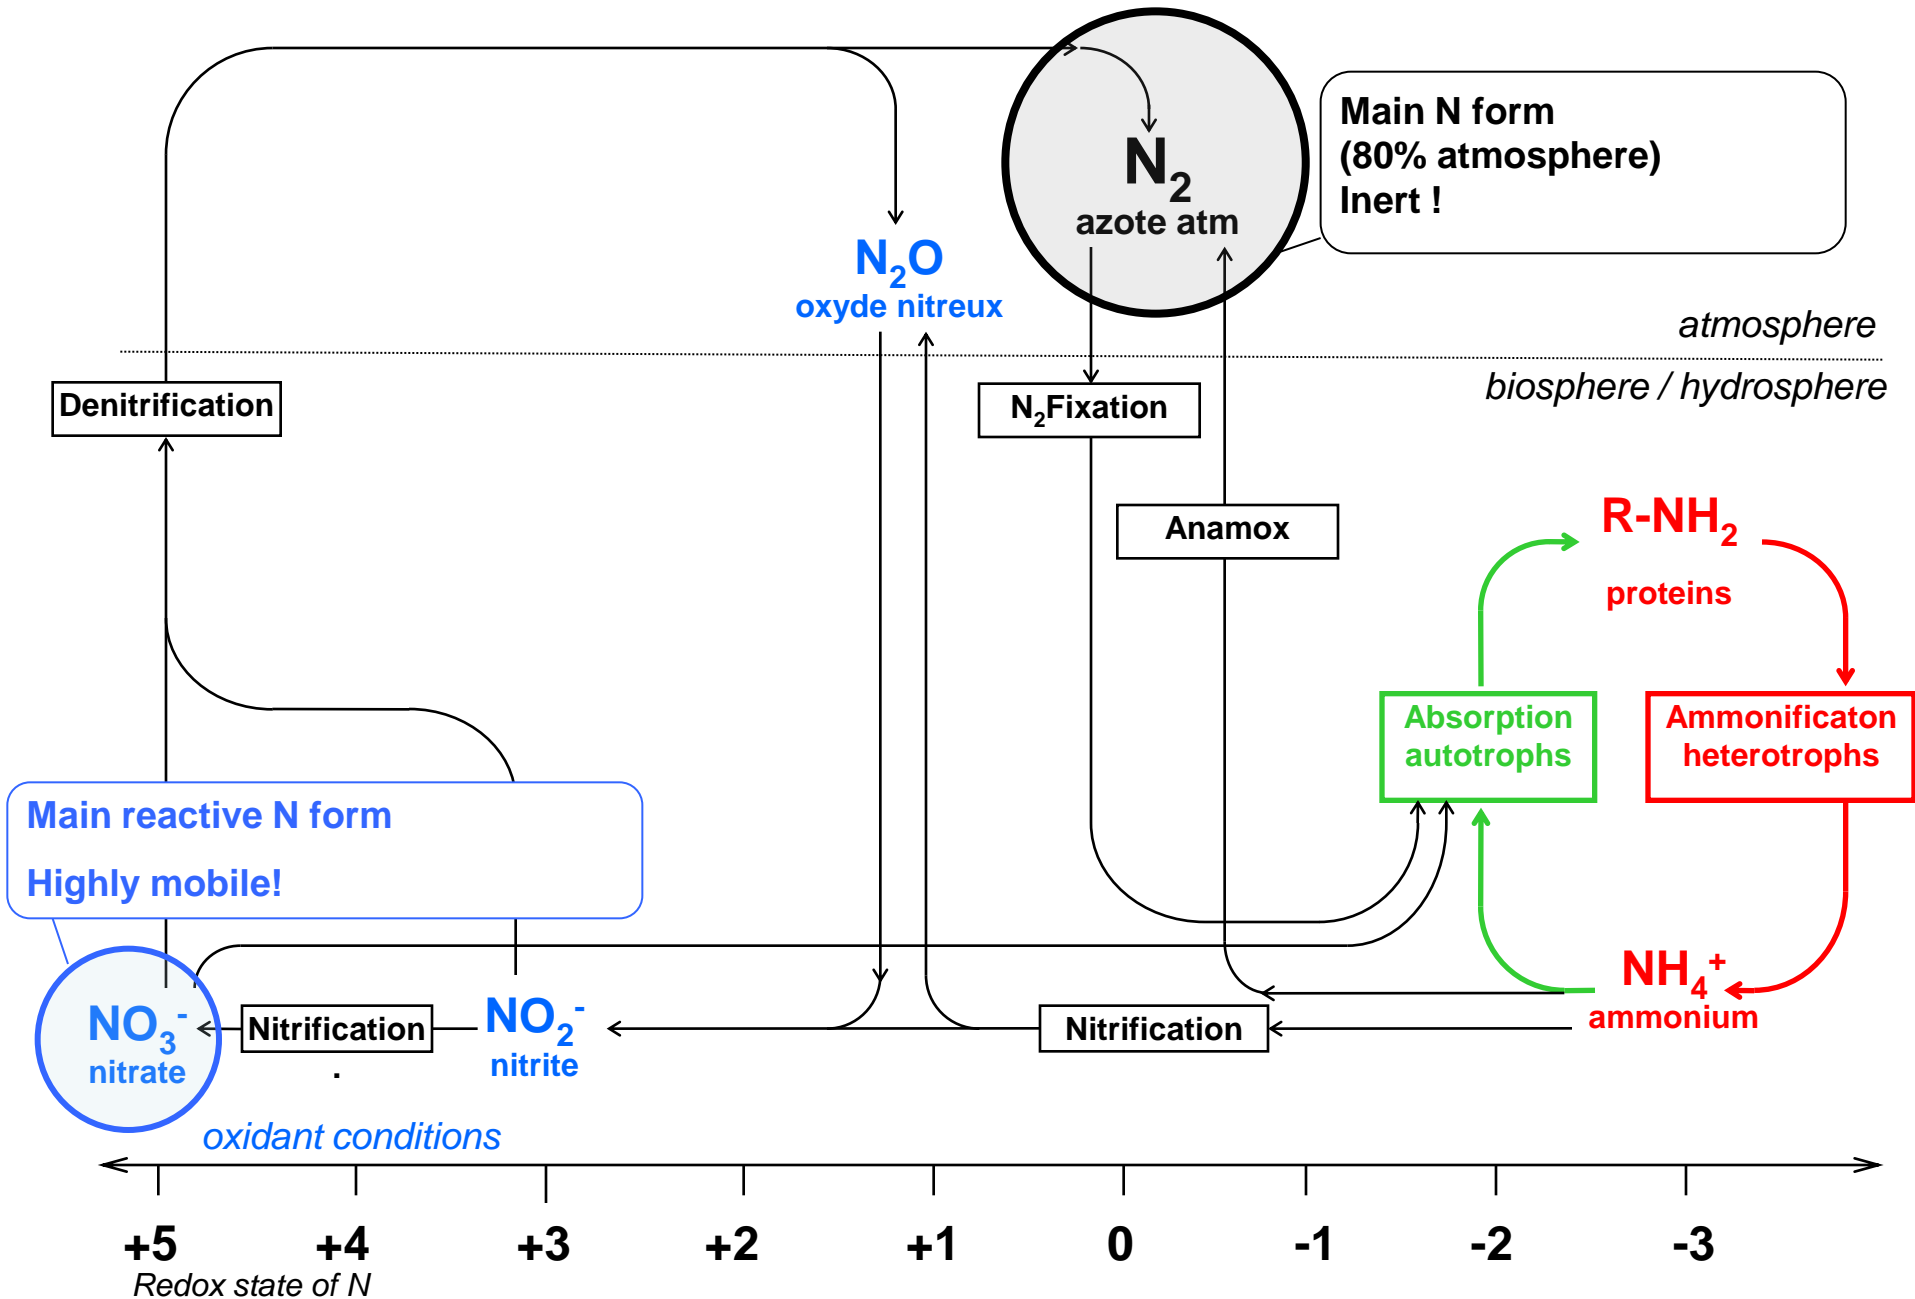 Main N form
(80% atmosphere)
Inert !
N₂
azote atm
N₂O
oxyde nitreux
atmosphere
biosphere / hydrosphere
Denitrification
N₂Fixation
Anamox
R-NH₂
proteins
Absorption
autotrophs
Ammonificaton
heterotrophs
Main reactive N form
Highly mobile!
NO₃⁻
nitrate
Nitrification
.
NO₂⁻
nitrite
Nitrification
NH₄⁺
ammonium
oxidant conditions
+5 +4 +3 +2 +1 0 -1 -2 -3
Redox state of N